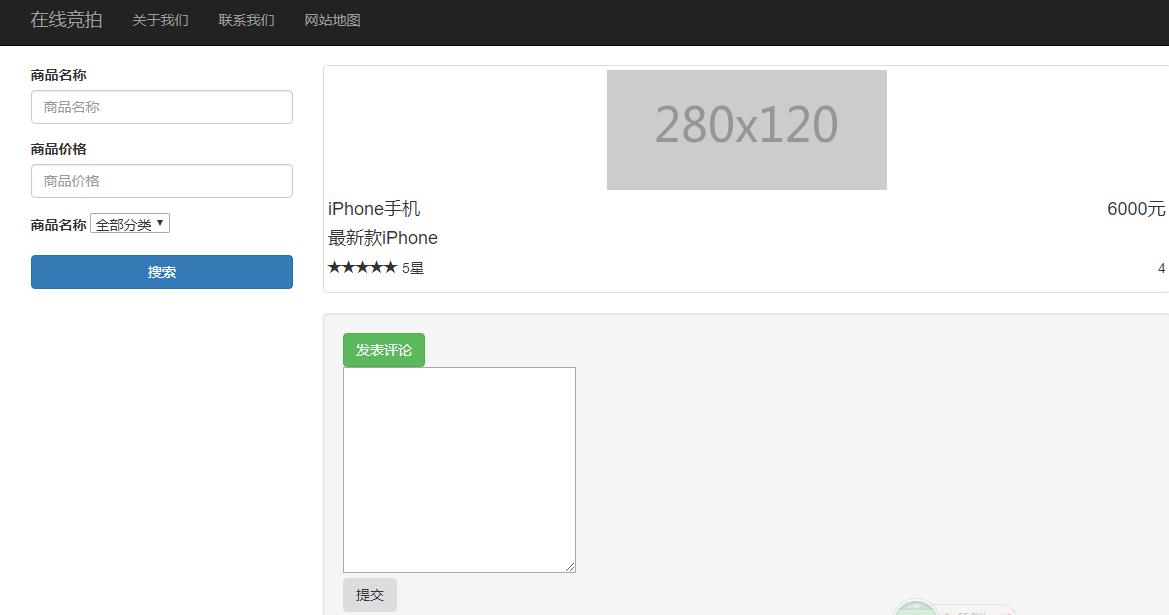 在线竞拍 关于我们 联系我们 网站地图
商品名称
商品名称
商品价格
商品价格
商品名称 全部分类
搜索
280x120
iPhone手机 6000元
最新款iPhone
★★★★★ 5星 4
发表评论
提交